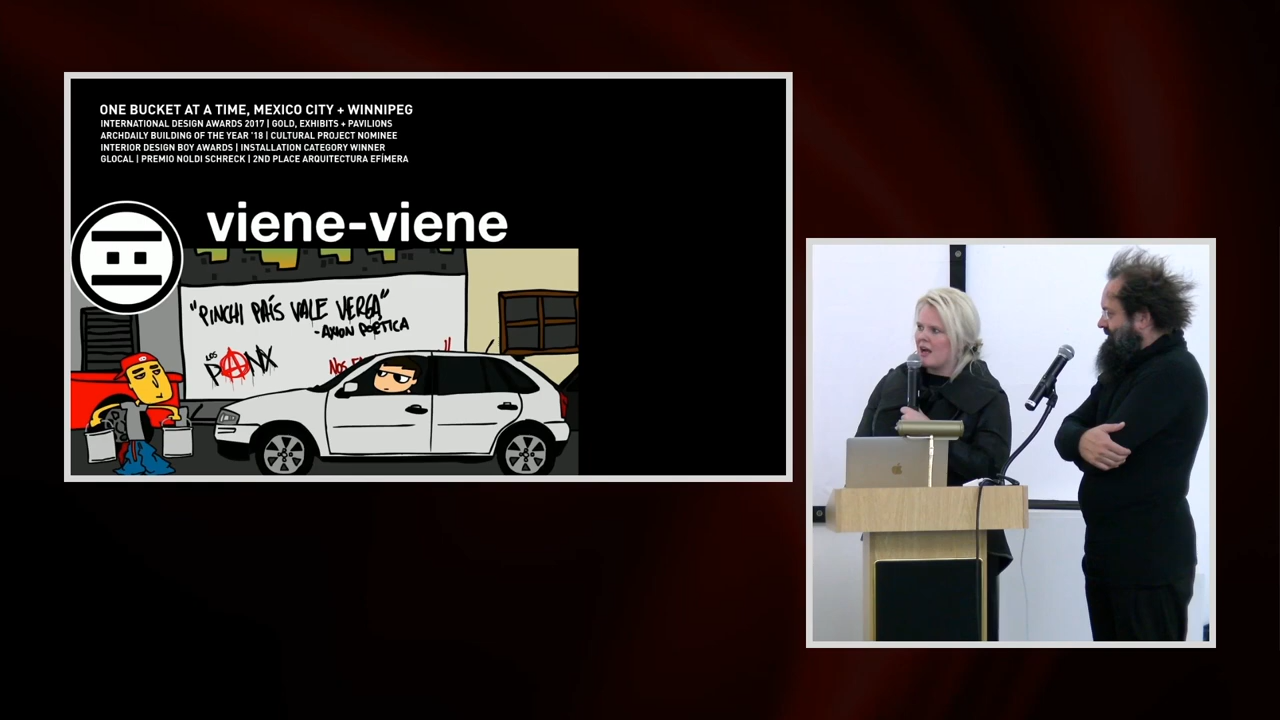 ONE BUCKET AT A TIME, MEXICO CITY + WINNIPEG
INTERNATIONAL DESIGN AWARDS 2017 | GOLD, EXHIBITS + PAVILIONS
ARCHDAILY BUILDING OF THE YEAR '18 | CULTURAL PROJECT NOMINEE
INTERIOR DESIGN BOY AWARDS | INSTALLATION CATEGORY WINNER
GLOCAL | PREMIO NOLDI SCHRECK | 2ND PLACE ARQUITECTURA EFÍMERA
viene-viene
"PINCHI PAÍS VALE VERGA"
-AXION POETICA
LOS
PANX